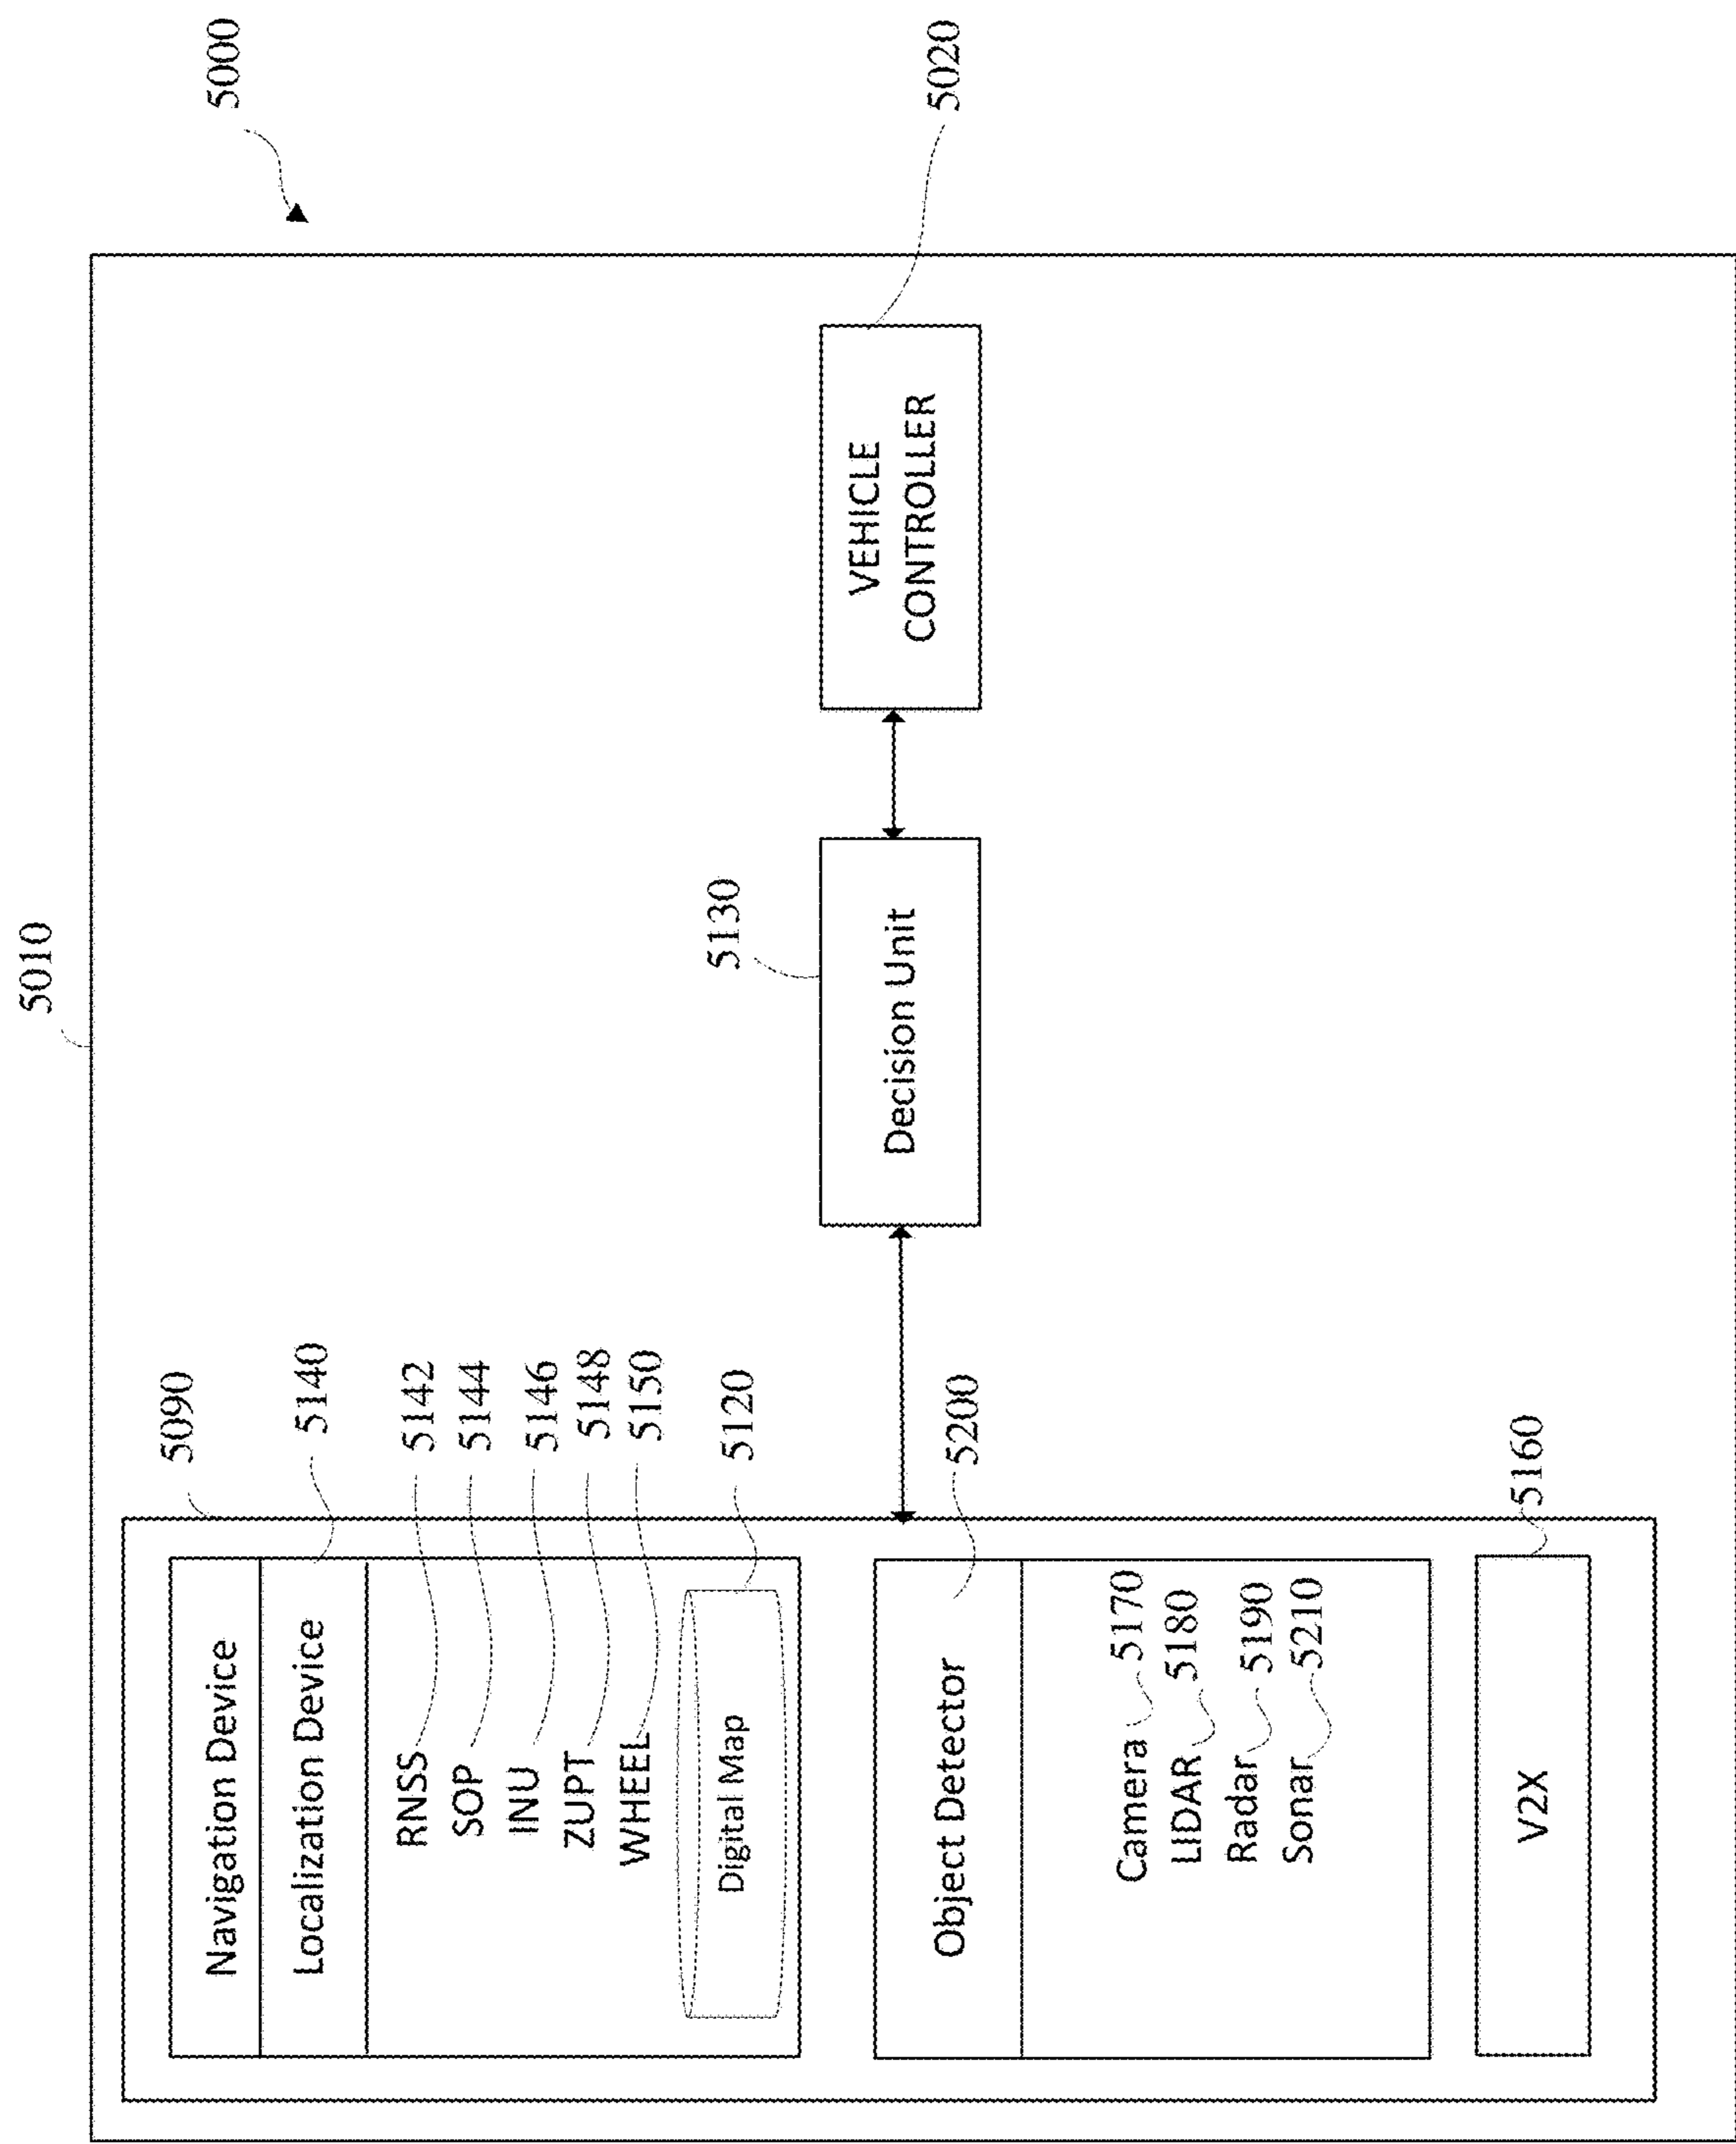 5000
5010
5090
Navigation Device
Localization Device
5140
RNSS 5142
SOP 5144
INU 5146
ZUPT 5148
WHEEL 5150
Digital Map
5120
Object Detector
5200
Camera 5170
LIDAR 5180
Radar 5190
Sonar 5210
V2X
5160
5130
Decision Unit
VEHICLE
CONTROLLER
5020